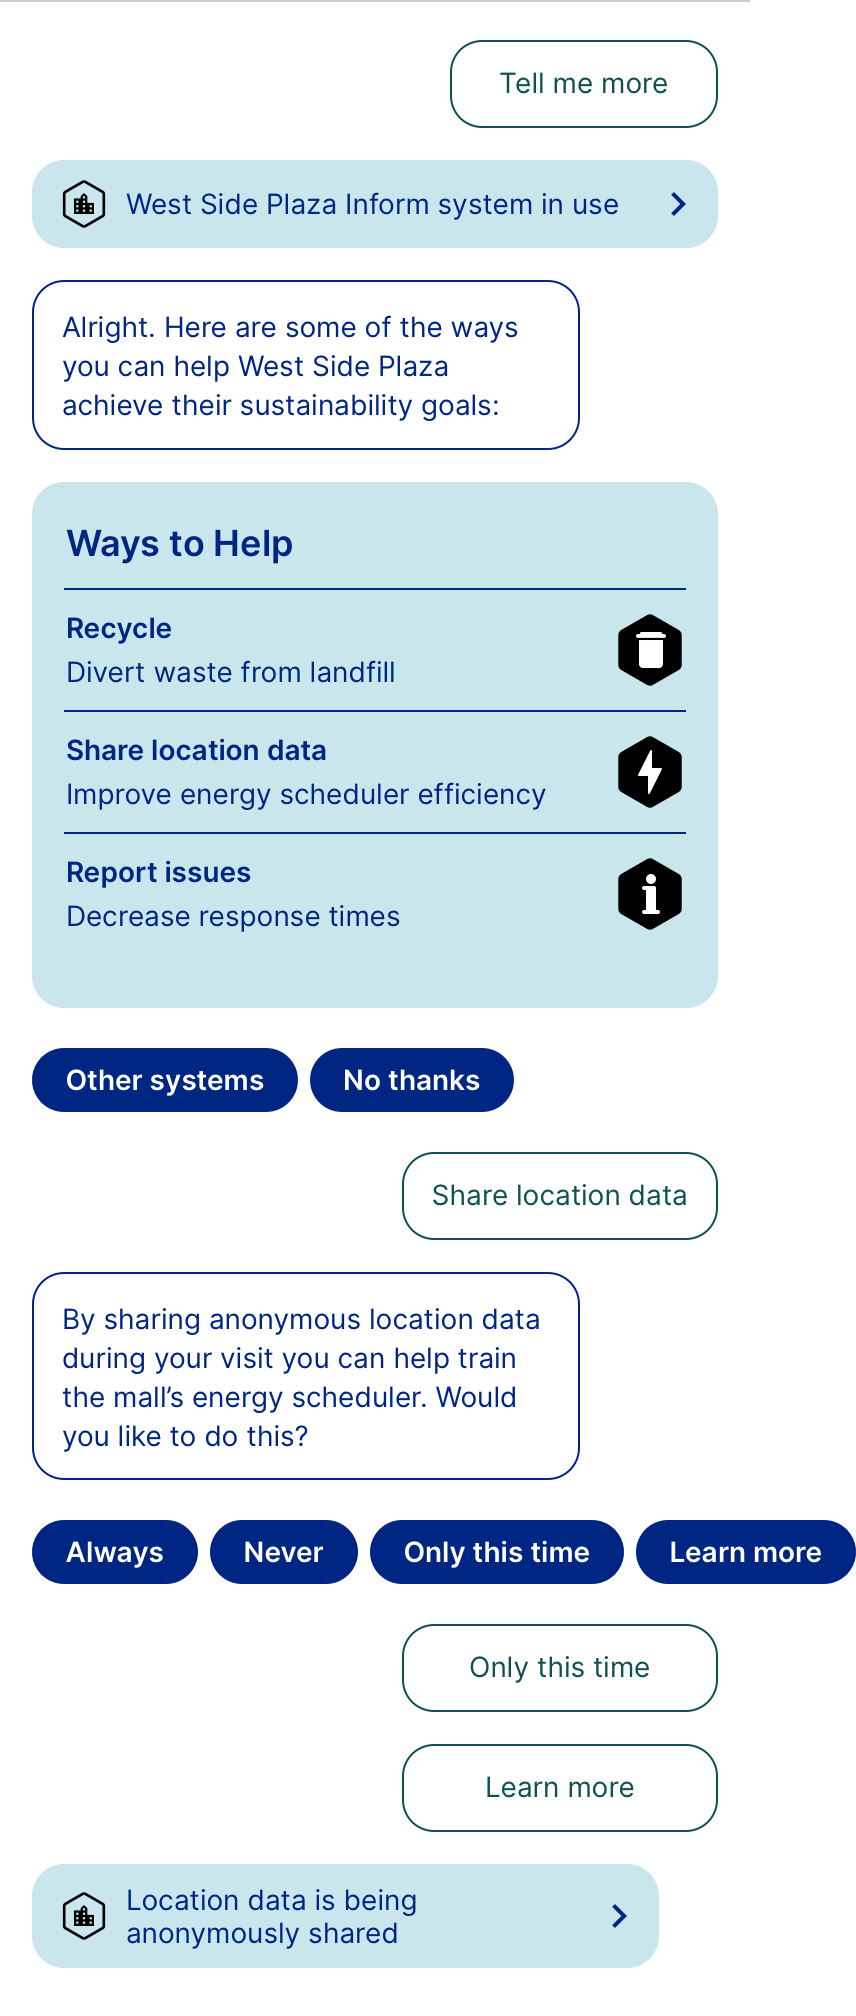 Tell me more
West Side Plaza Inform system in use
Alright. Here are some of the ways
you can help West Side Plaza
achieve their sustainability goals:
Ways to Help
Recycle
Divert waste from landfill
Share location data
Improve energy scheduler efficiency
Report issues
Decrease response times
Other systems
No thanks
Share location data
By sharing anonymous location data
during your visit you can help train
the mall’s energy scheduler. Would
you like to do this?
Always
Never
Only this time
Learn more
Only this time
Learn more
Location data is being
anonymously shared